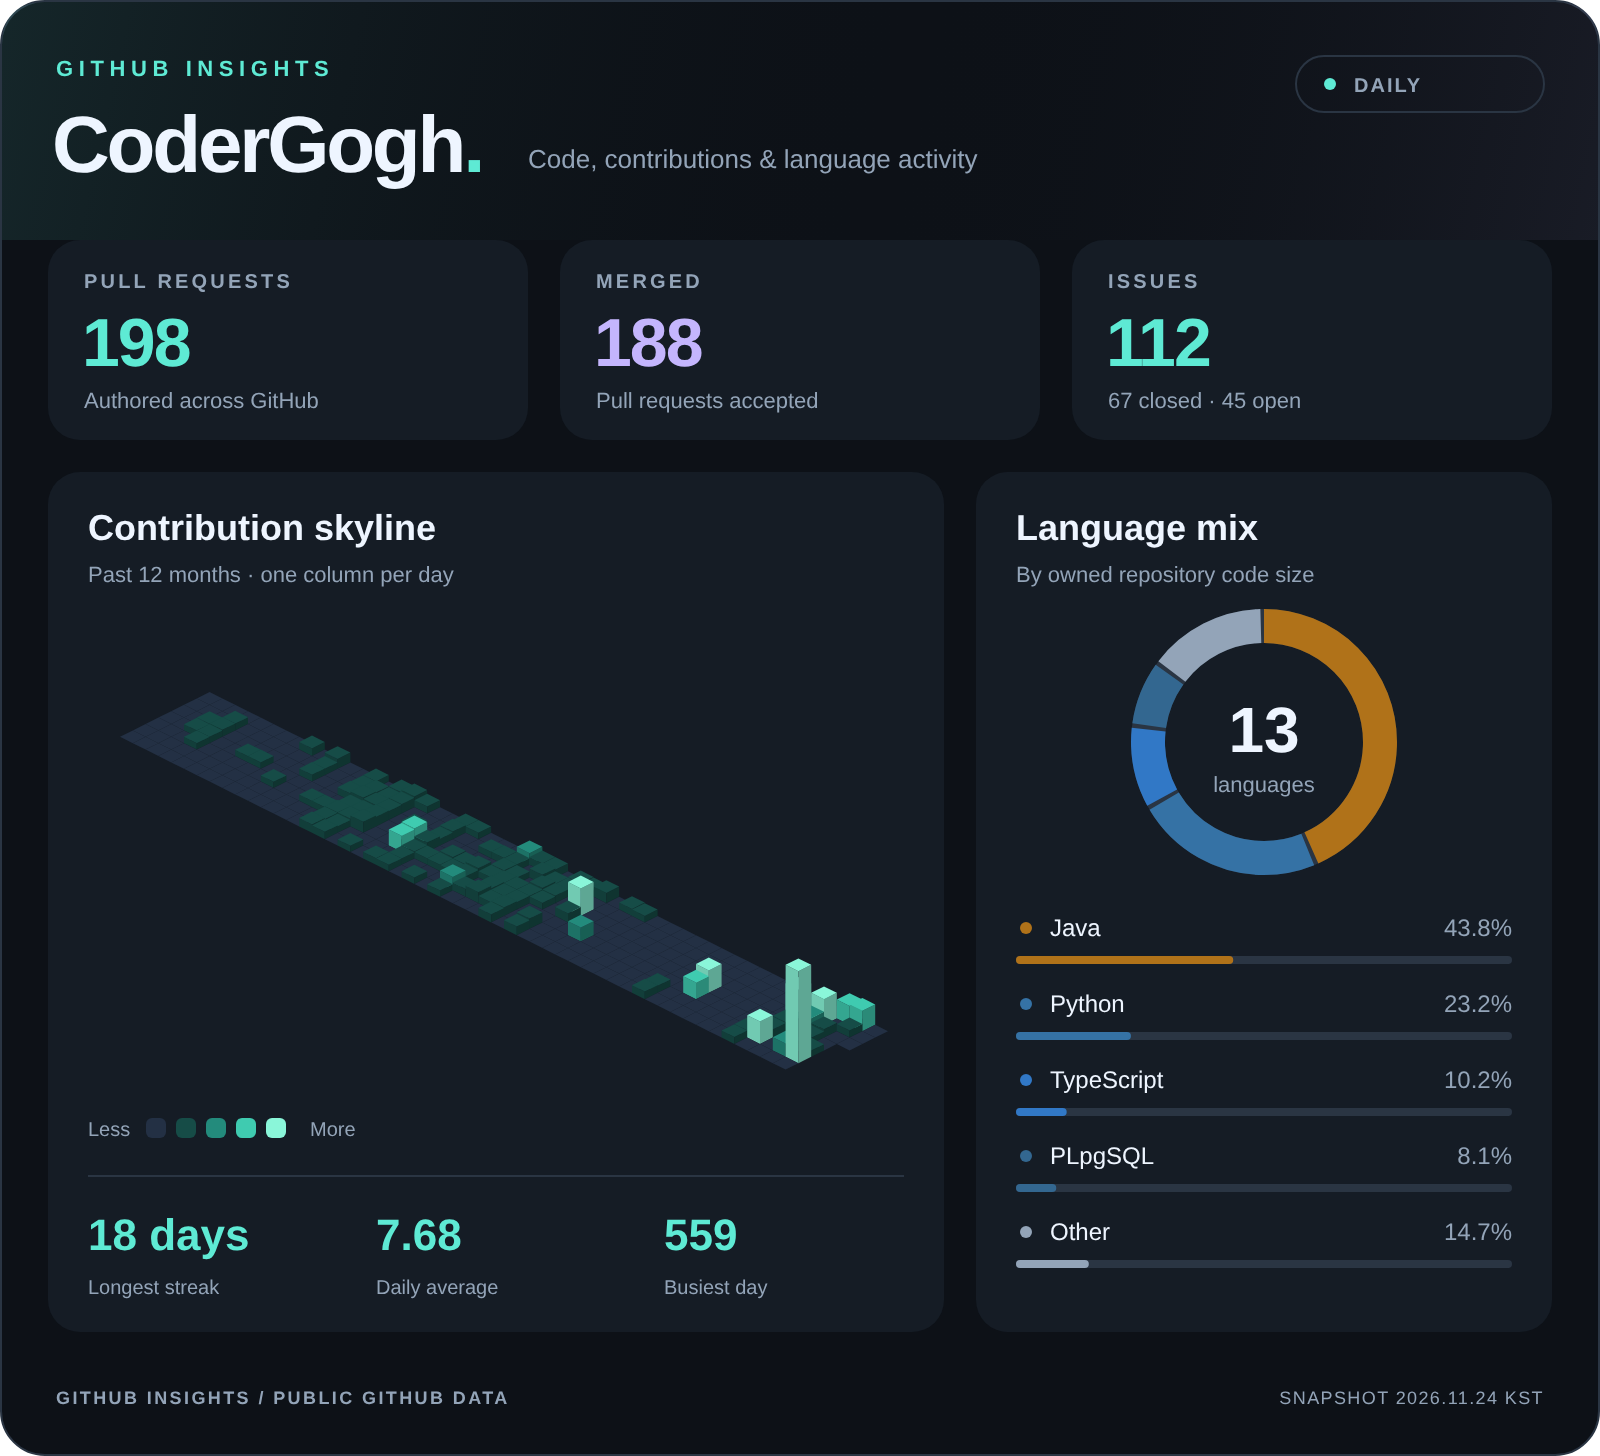 GITHUB INSIGHTS
DAILY
CoderGogh.
Code, contributions & language activity
PULL REQUESTS
198
Authored across GitHub
MERGED
188
Pull requests accepted
ISSUES
112
67 closed · 45 open
Contribution skyline
Past 12 months · one column per day
Less
More
18 days
Longest streak
7.68
Daily average
559
Busiest day
Language mix
By owned repository code size
13
languages
Java 43.8%
Python 23.2%
TypeScript 10.2%
PLpgSQL 8.1%
Other 14.7%
GITHUB INSIGHTS / PUBLIC GITHUB DATA
SNAPSHOT 2026.11.24 KST